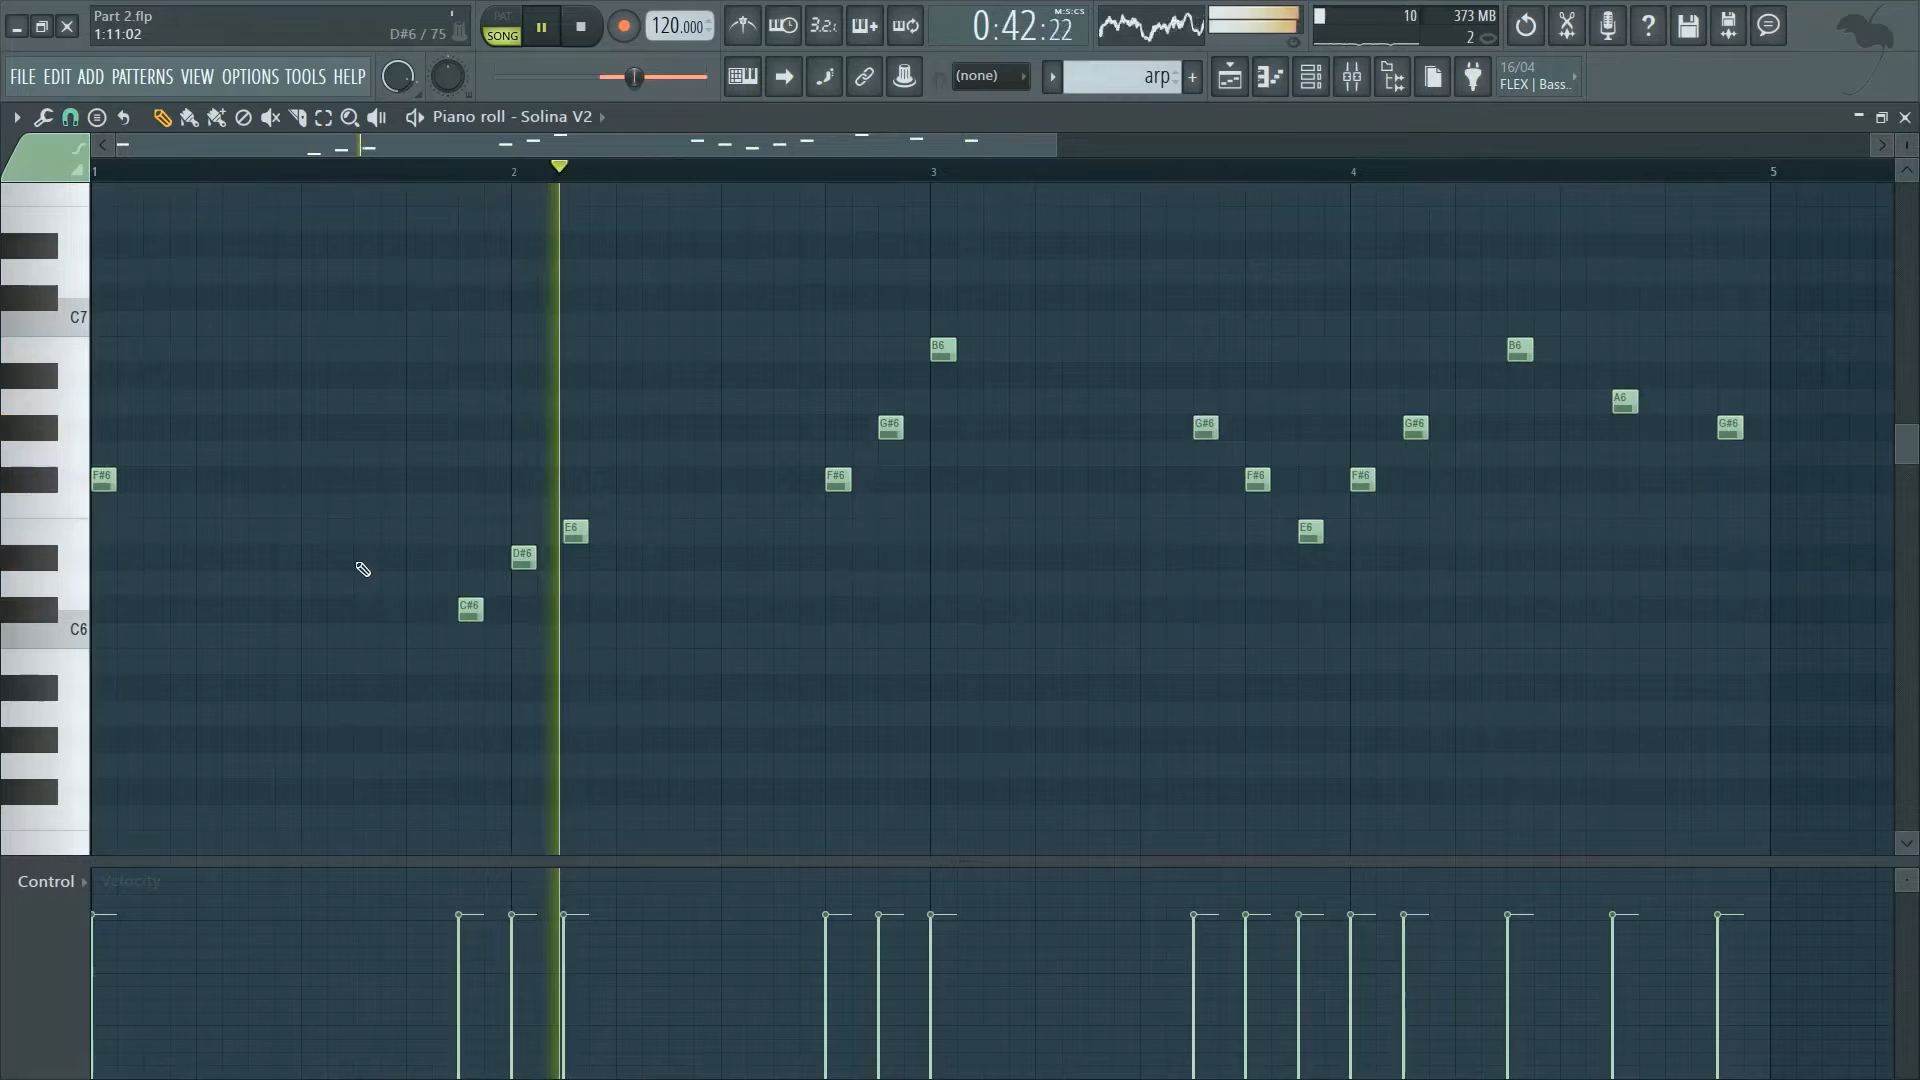 Part 2.flp
1:11:02
D#6 / 75
PAT
SONG
120.000
3.2.
0:42:22
M:S:CS
10
373 MB
2
FILE EDIT ADD PATTERNS VIEW OPTIONS TOOLS HELP
(none)
arp
16/04
FLEX | Bass..
Piano roll - Solina V2
1
2
3
4
5
C7
B6
B6
A6
G#6
G#6
G#6
G#6
F#6
F#6
F#6
F#6
E6
E6
D#6
C#6
C6
Control
Velocity